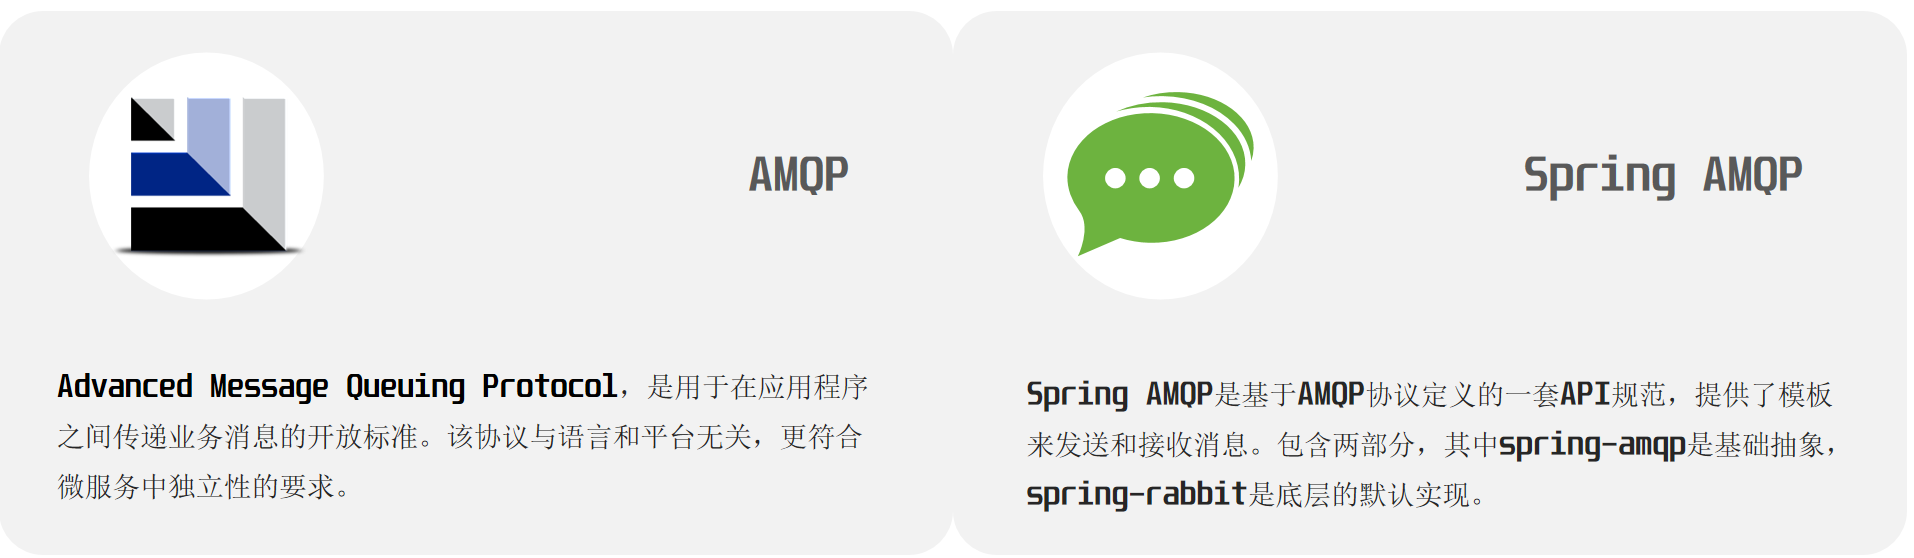 AMQP
Advanced Message Queuing Protocol，是用于在应用程序
之间传递业务消息的开放标准。该协议与语言和平台无关，更符合
微服务中独立性的要求。
Spring AMQP
Spring AMQP是基于AMQP协议定义的一套API规范，提供了模板
来发送和接收消息。包含两部分，其中spring-amqp是基础抽象，
spring-rabbit是底层的默认实现。